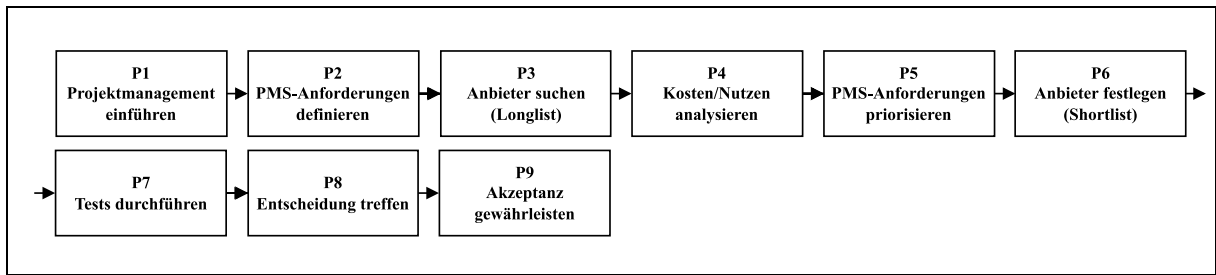 P1
Projektmanagement
einführen
P2
PMS-Anforderungen
definieren
P3
Anbieter suchen
(Longlist)
P4
Kosten/Nutzen
analysieren
P5
PMS-Anforderungen
priorisieren
P6
Anbieter festlegen
(Shortlist)
P7
Tests durchführen
P8
Entscheidung treffen
P9
Akzeptanz
gewährleisten